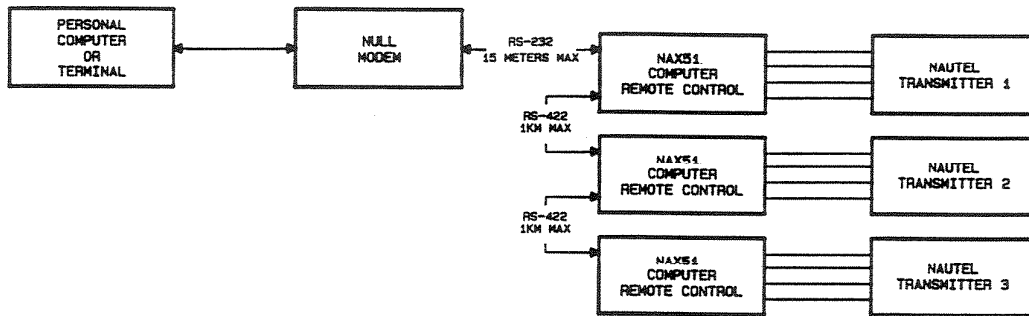 PERSONAL
COMPUTER
OR
TERMINAL
NULL
MODEM
RS-232
15 METERS MAX
NAX51
COMPUTER
REMOTE CONTROL
NAUTEL
TRANSMITTER 1
RS-422
1KM MAX
NAX51
COMPUTER
REMOTE CONTROL
NAUTEL
TRANSMITTER 2
RS-422
1KM MAX
NAX51
COMPUTER
REMOTE CONTROL
NAUTEL
TRANSMITTER 3